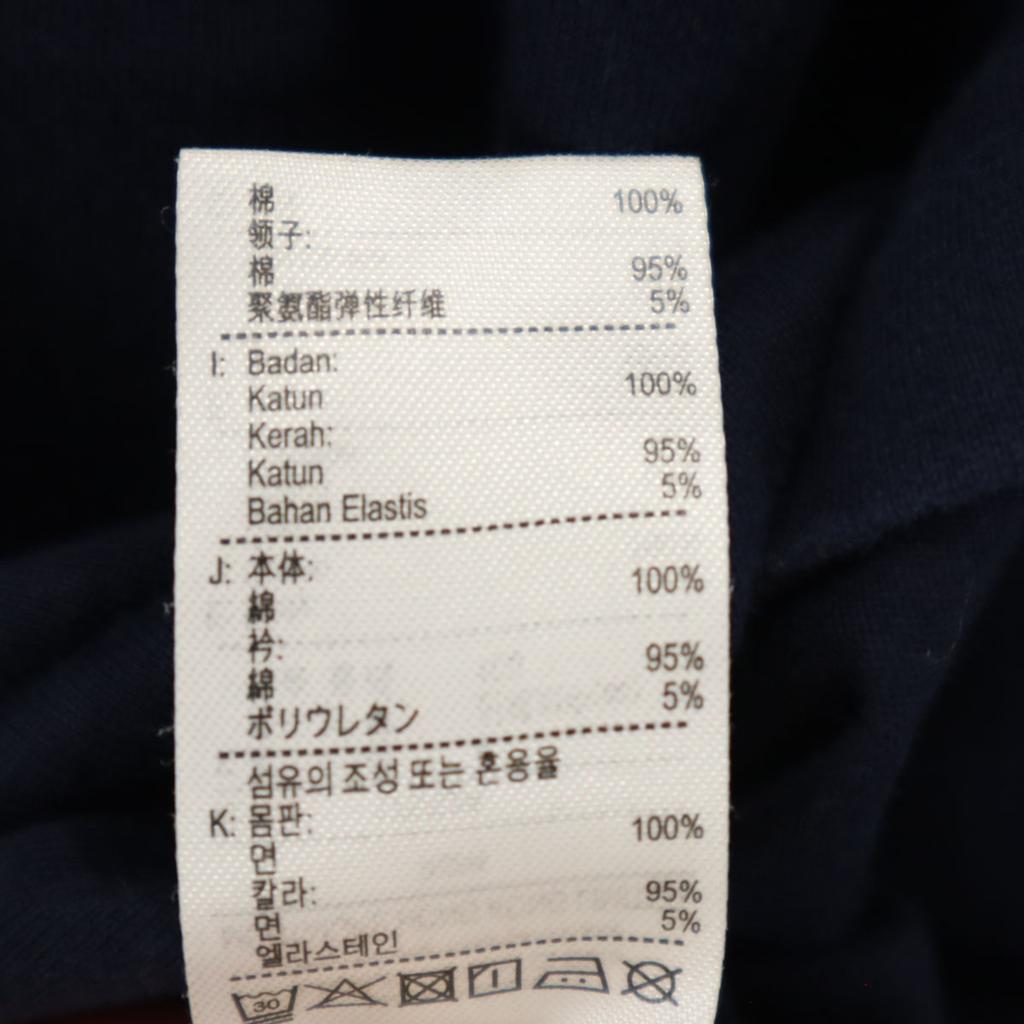 棉 100%
领子:
棉 95%
聚氨酯弹性纤维 5%
I: Badan:
Katun 100%
Kerah:
Katun 95%
Bahan Elastis 5%
J: 本体:
綿 100%
衿:
綿 95%
ポリウレタン 5%
섬유의 조성 또는 혼용율
K: 몸판:
면 100%
칼라:
면 95%
엘라스테인 5%
30